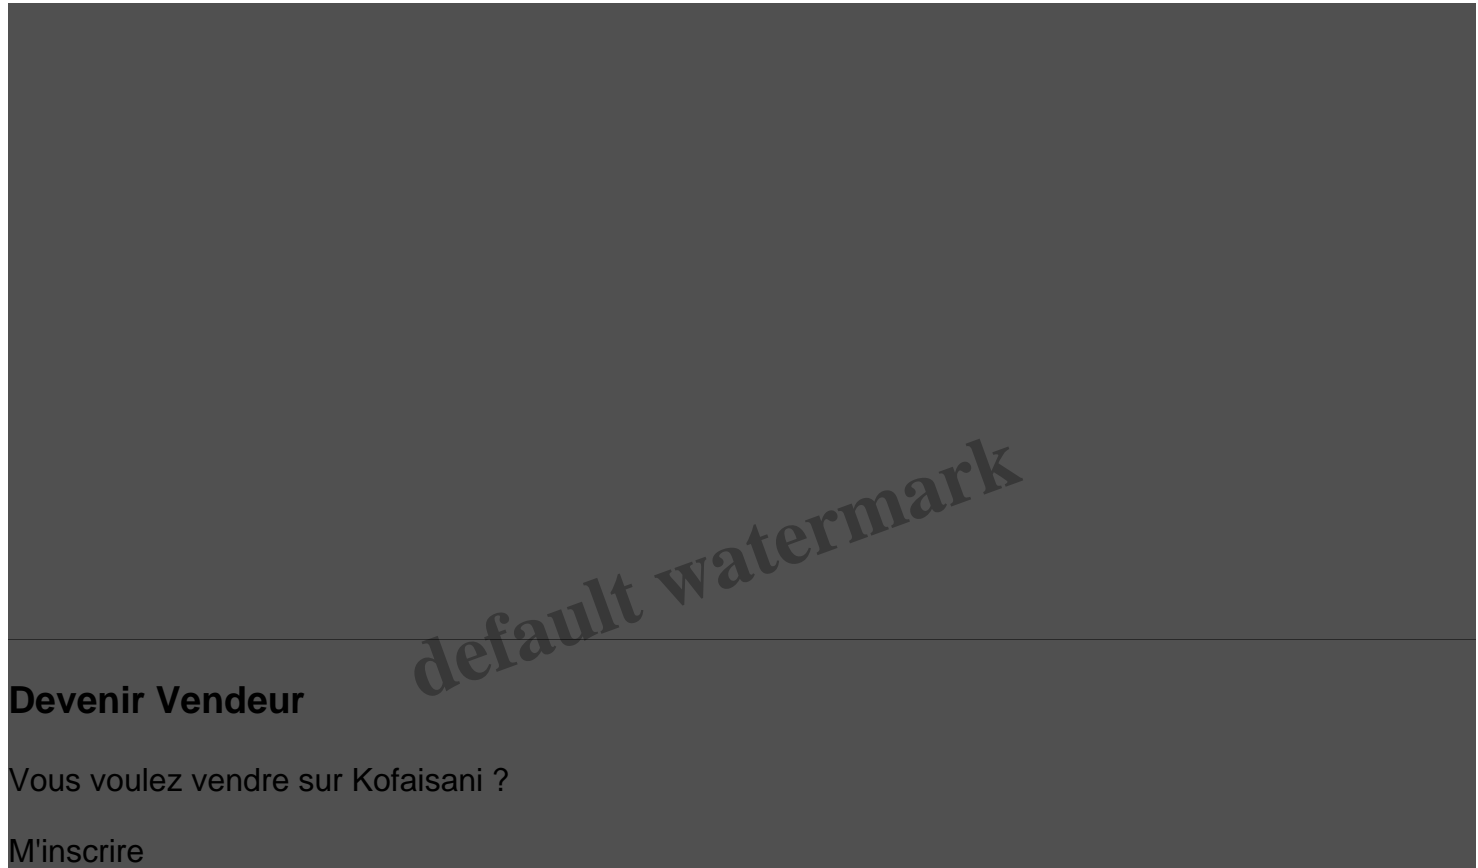 default watermark
Devenir Vendeur
Vous voulez vendre sur Kofaisani ?
M'inscrire